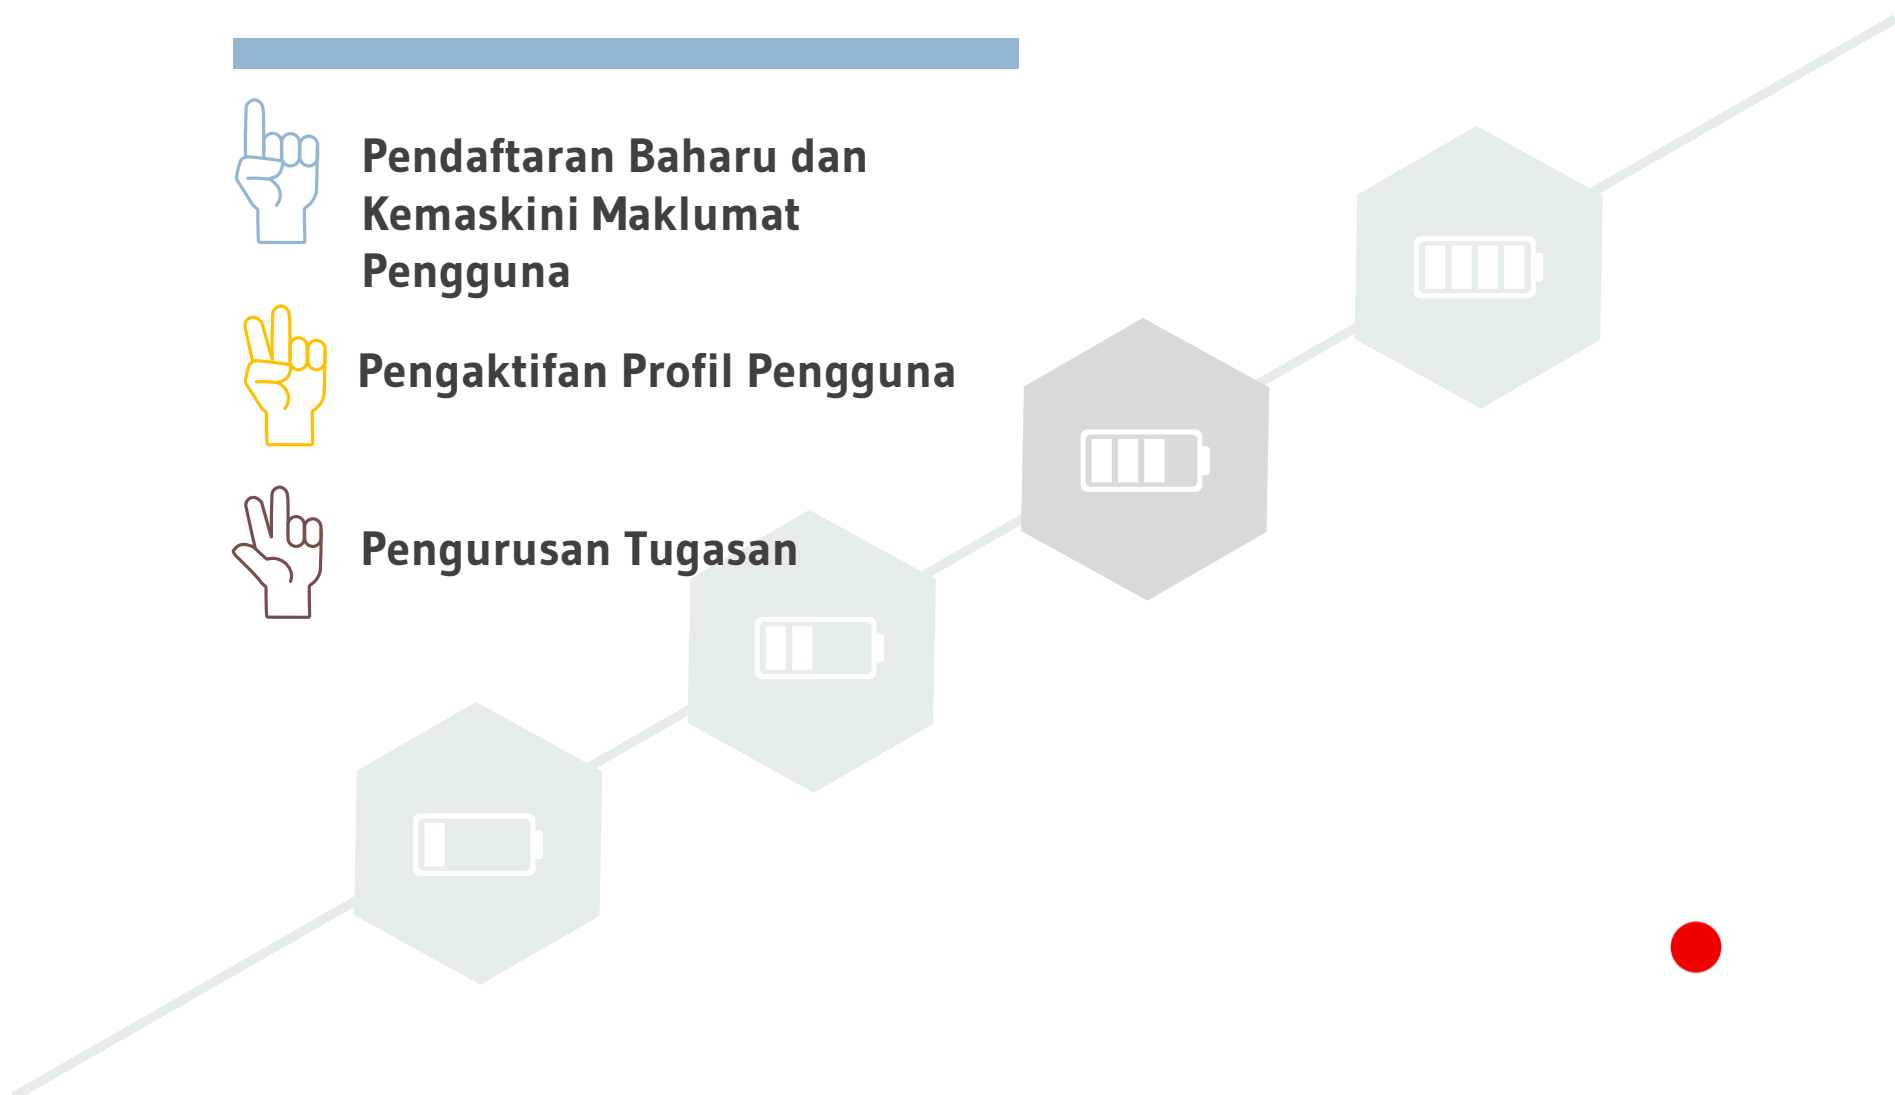 Pendaftaran Baharu dan
Kemaskini Maklumat
Pengguna
Pengaktifan Profil Pengguna
Pengurusan Tugasan